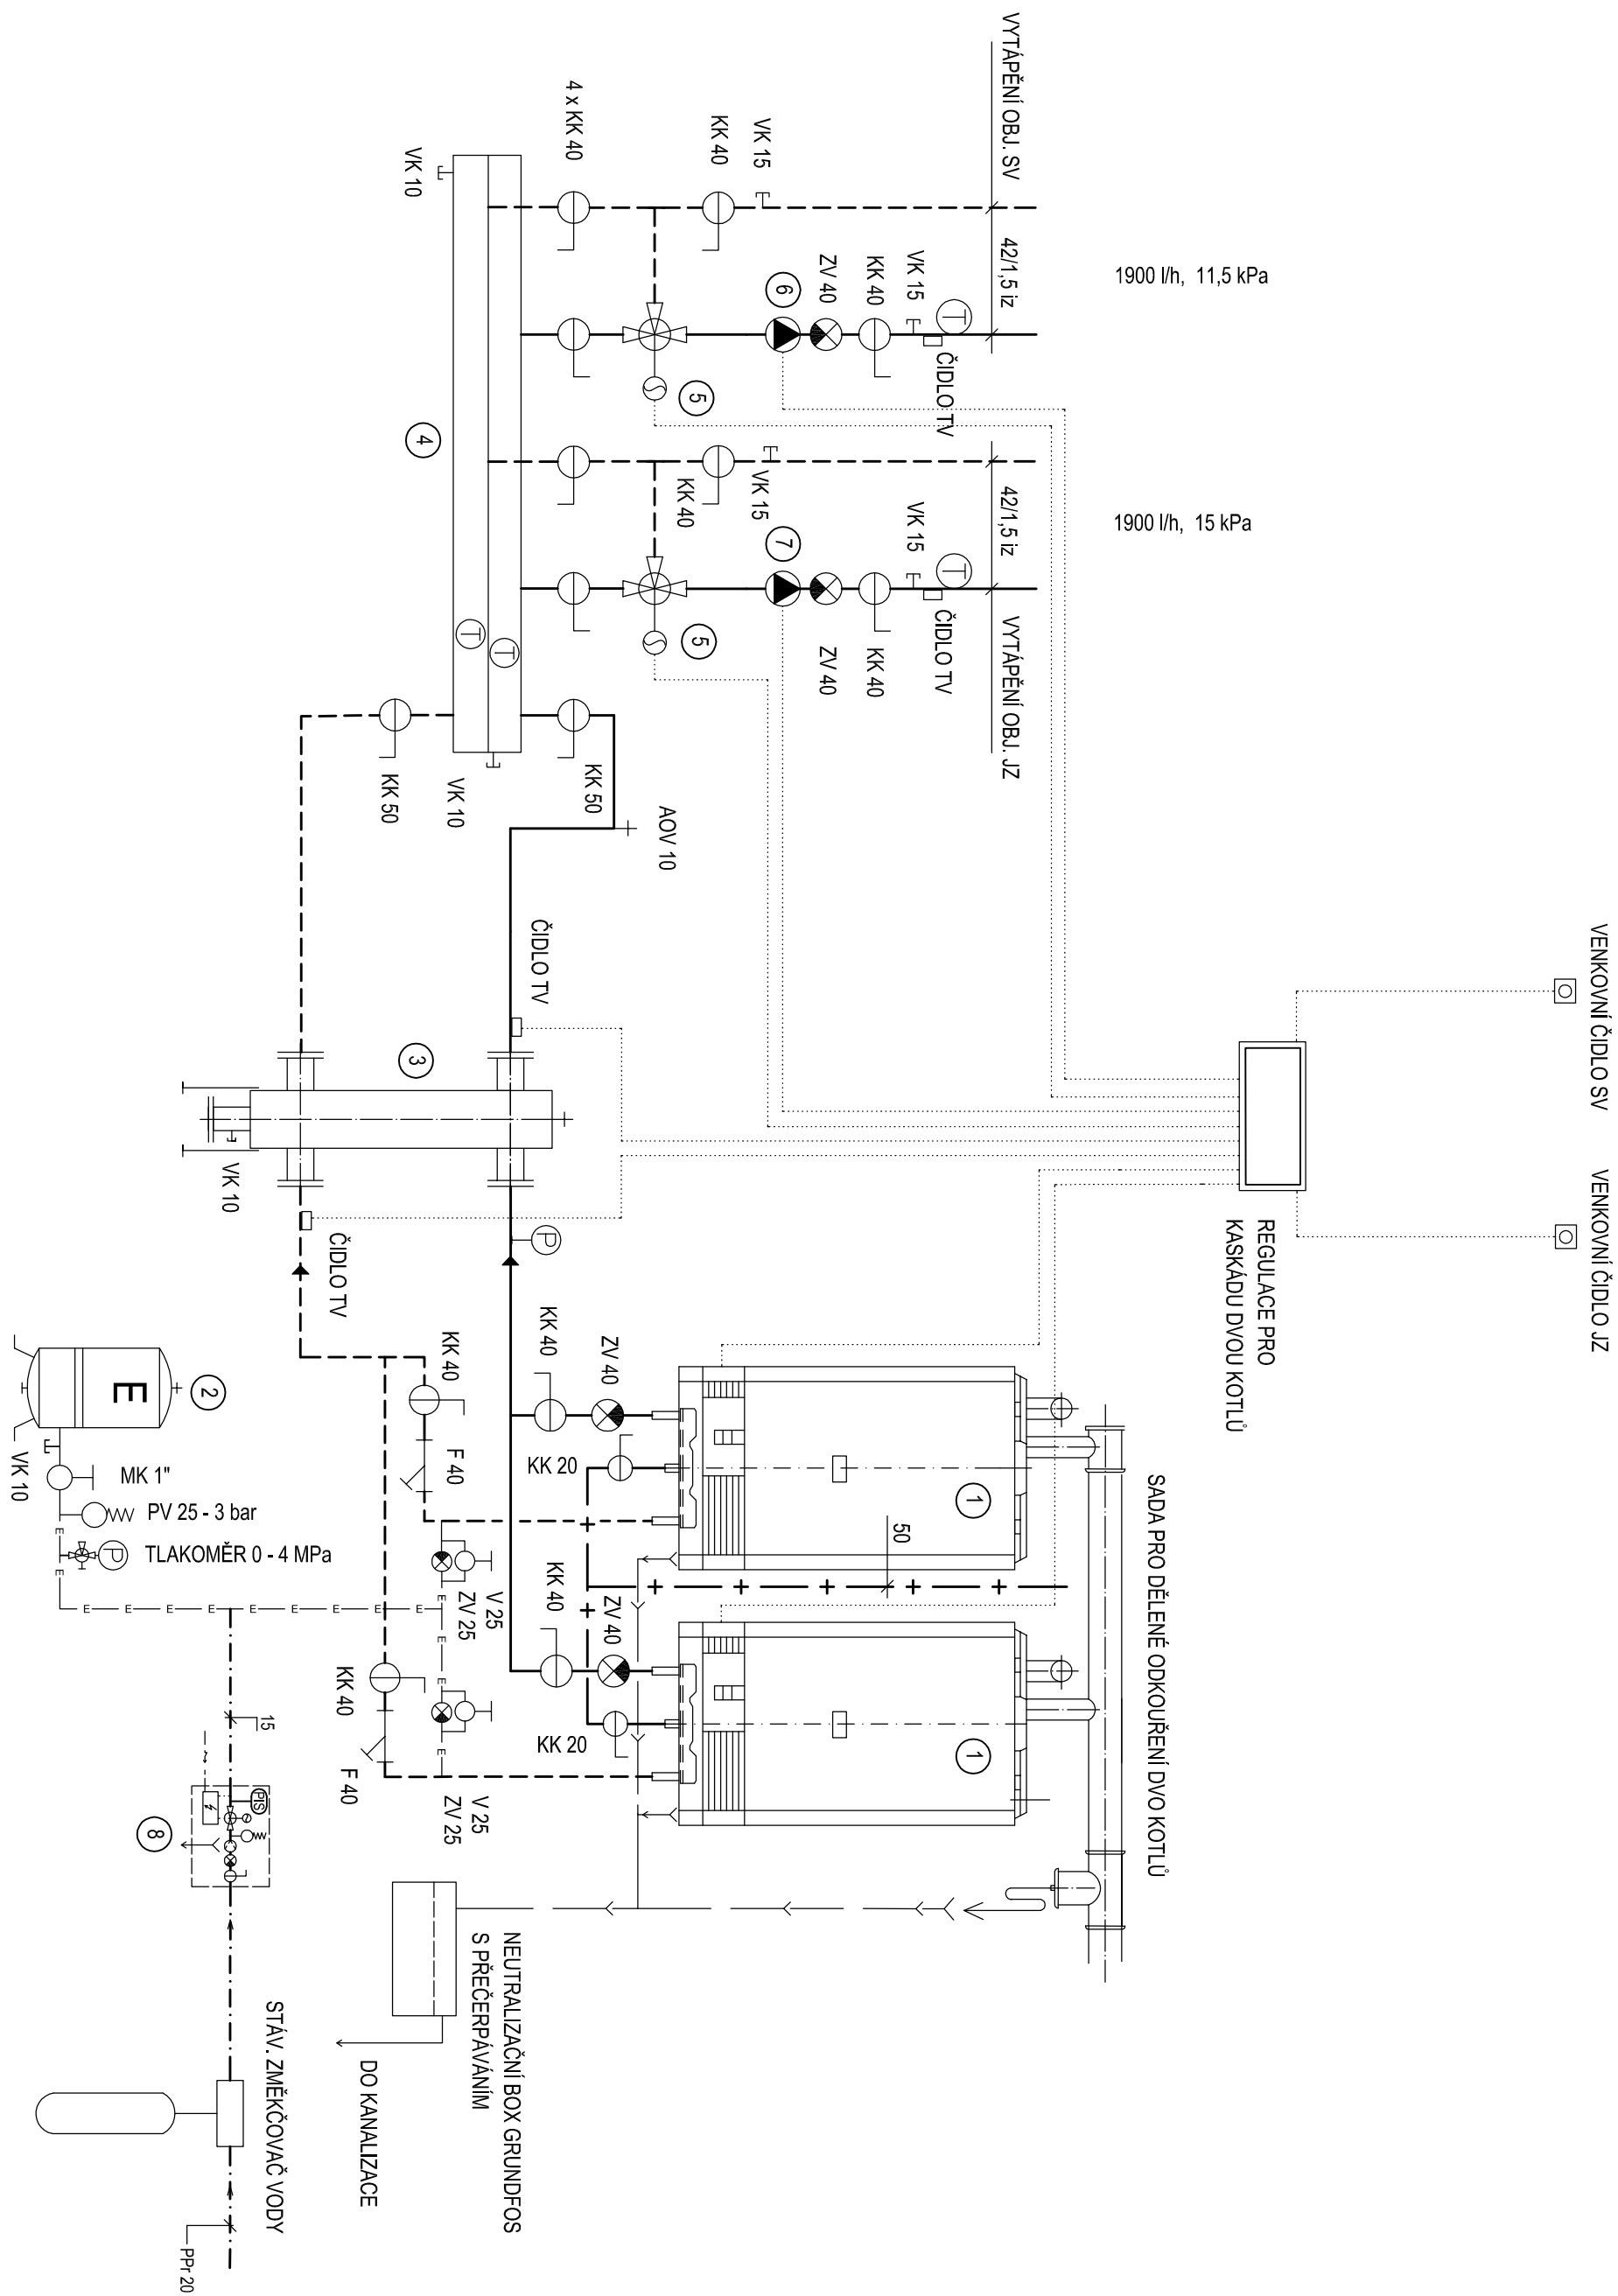 VENKOVNÍ ČIDLO SV
VENKOVNÍ ČIDLO JZ
REGULACE PRO
KASKÁDU DVOU KOTLŮ
1900 l/h, 11,5 kPa
1900 l/h, 15 kPa
VYTÁPĚNÍ OBJ. SV
42/1,5 iz
42/1,5 iz
VYTÁPĚNÍ OBJ. JZ
T
ČIDLO TV
T
ČIDLO TV
VK 15
KK 40
VK 15
KK 40
ZV 40
6
VK 15
KK 40
VK 15
KK 40
ZV 40
7
4 x KK 40
5
5
4
T
T
VK 10
VK 10
KK 50
KK 50
AOV 10
ČIDLO TV
3
VK 10
ČIDLO TV
P
SADA PRO DĚLENÉ ODKOUŘENÍ DVO KOTLŮ
1
1
50
KK 40
ZV 40
KK 20
KK 40
ZV 40
KK 20
KK 40
F 40
V 25
ZV 25
KK 40
F 40
V 25
ZV 25
E
2
VK 10
MK 1"
PV 25 - 3 bar
P
TLAKOMĚR 0 - 4 MPa
E
E
E
E
E
E
E
E
E
E
E
E
E
15
PIS
8
NEUTRALIZAČNÍ BOX GRUNDFOS
S PŘEČERPÁVÁNÍM
DO KANALIZACE
STÁV. ZMĚKČOVAČ VODY
PPr 20